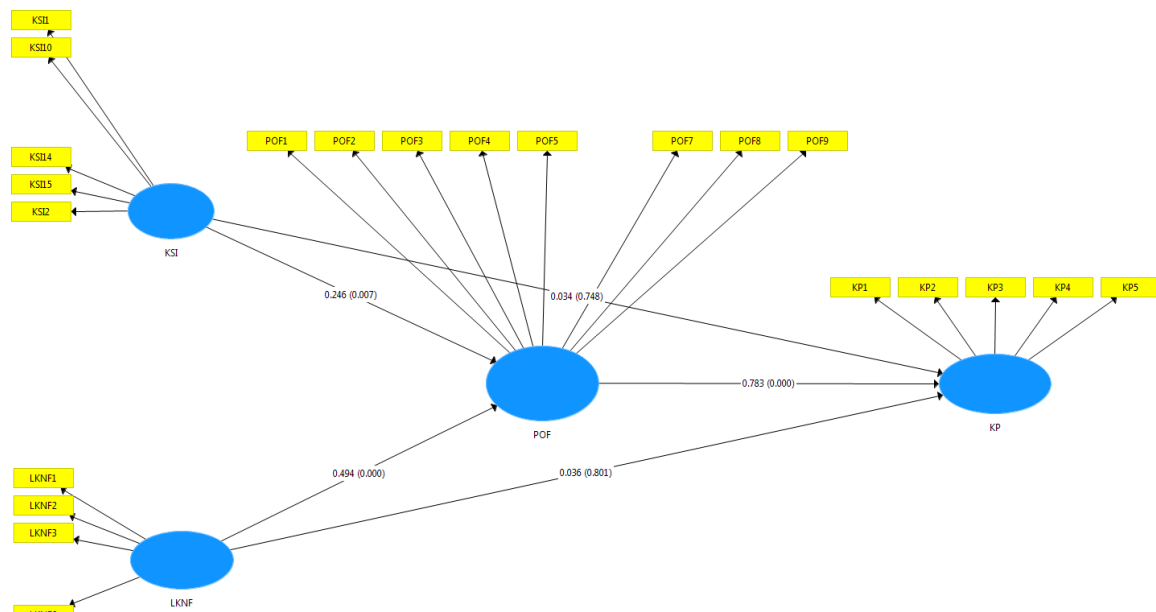 KSI1
KSI10
POF1 POF2 POF3 POF4 POF5 POF7 POF8 POF9
KSI14
KSI15
KSI2
KSI
KP1 KP2 KP3 KP4 KP5
0.246 (0.007)
0.034 (0.748)
0.783 (0.000)
KP
POF
0.494 (0.000)
0.036 (0.801)
LKNF1
LKNF2
LKNF3
LKNF